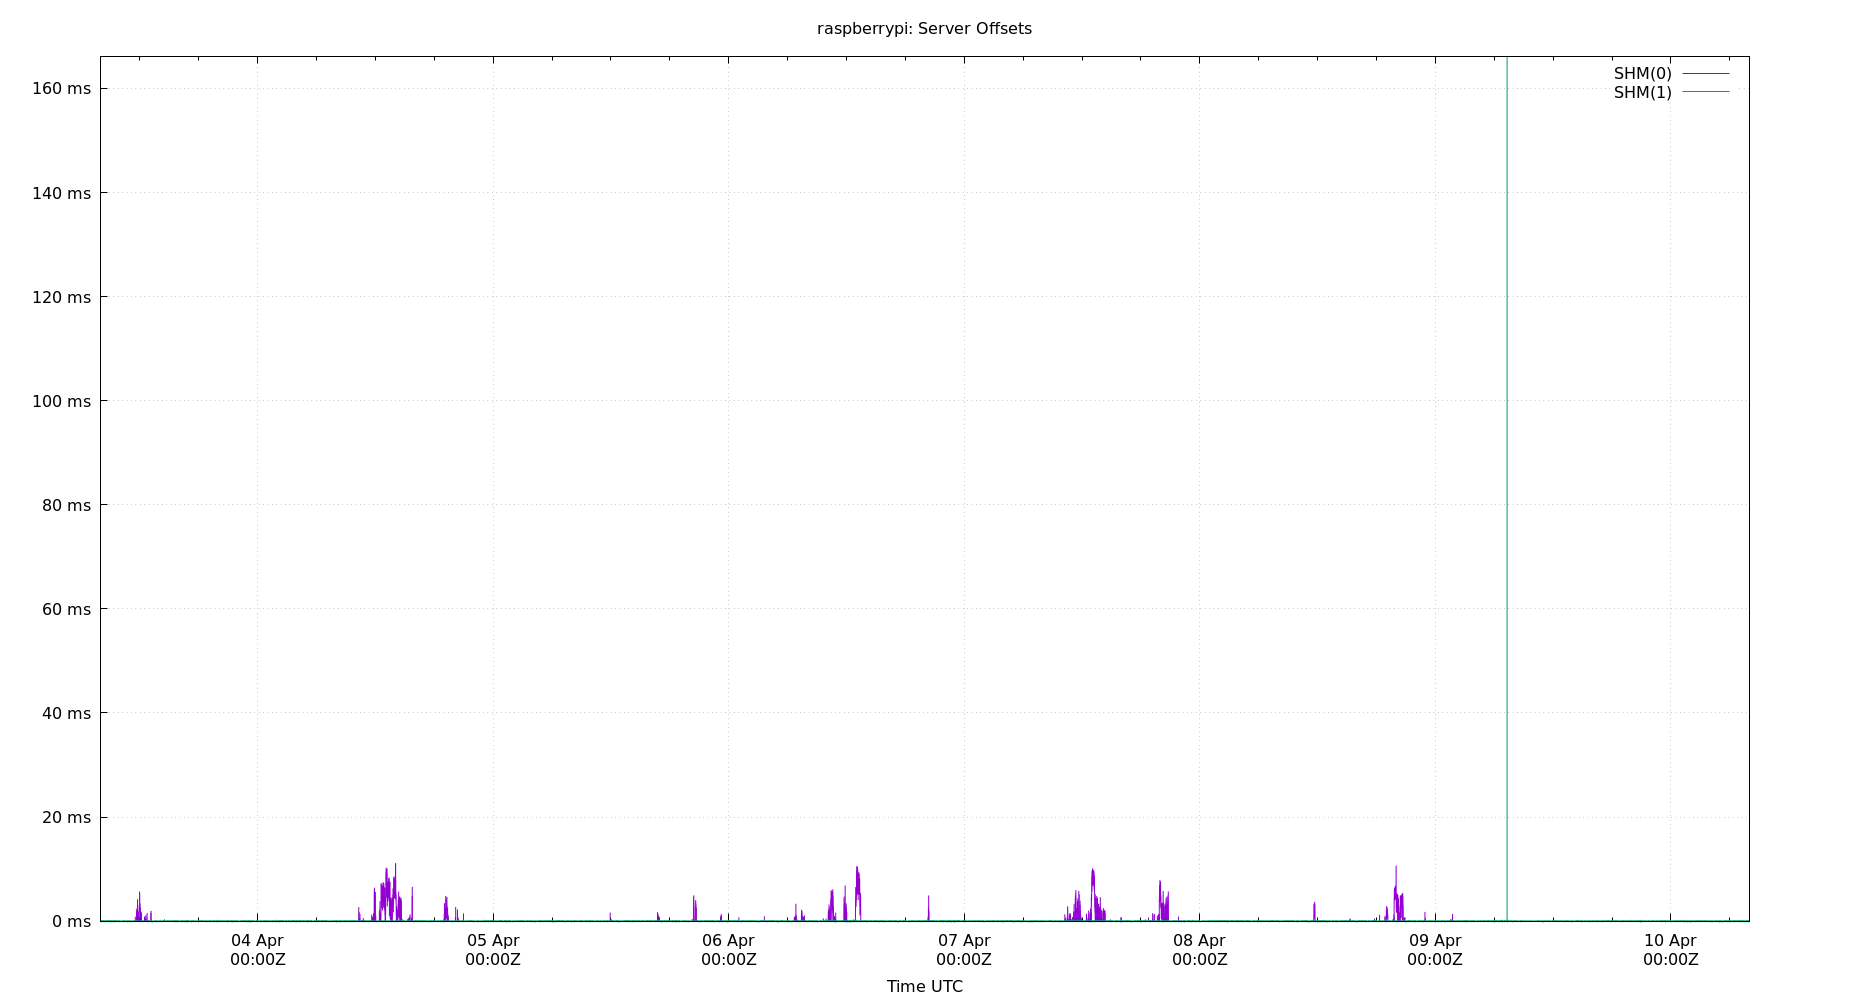 raspberrypi: Server Offsets
SHM(0)
SHM(1)
160 ms
140 ms
120 ms
100 ms
80 ms
60 ms
40 ms
20 ms
0 ms
04 Apr 05 Apr 06 Apr 07 Apr 08 Apr 09 Apr 10 Apr
00:00Z 00:00Z 00:00Z 00:00Z 00:00Z 00:00Z 00:00Z
Time UTC